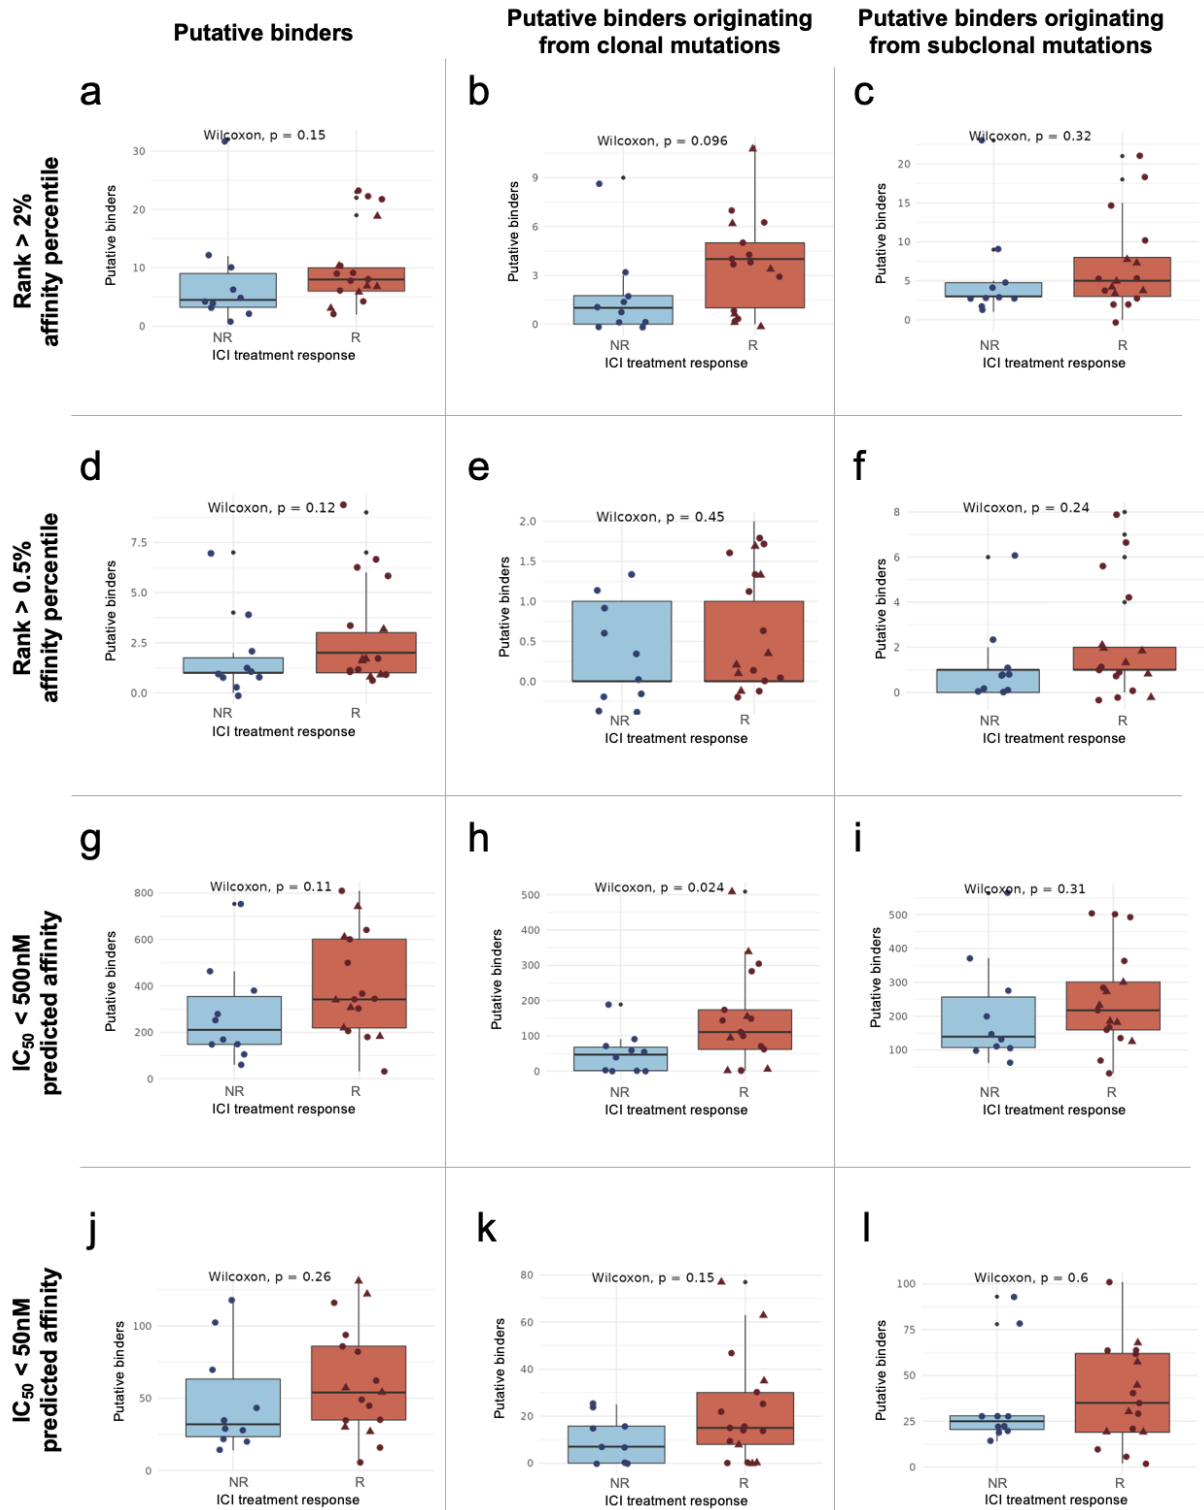 Putative binders
Putative binders originating
from clonal mutations
Putative binders originating
from subclonal mutations
Rank > 2%
affinity percentile
a
Wilcoxon, p = 0.15
Putative binders
30
20
10
0
NR
R
ICI treatment response
b
Wilcoxon, p = 0.096
Putative binders
9
6
3
0
NR
R
ICI treatment response
c
Wilcoxon, p = 0.32
Putative binders
20
15
10
5
0
NR
R
ICI treatment response
Rank > 0.5%
affinity percentile
d
Wilcoxon, p = 0.12
Putative binders
7.5
5.0
2.5
0.0
NR
R
ICI treatment response
e
Wilcoxon, p = 0.45
Putative binders
2.0
1.5
1.0
0.5
0.0
NR
R
ICI treatment response
f
Wilcoxon, p = 0.24
Putative binders
8
6
4
2
0
NR
R
ICI treatment response
IC50 < 500nM
predicted affinity
g
Wilcoxon, p = 0.11
Putative binders
800
600
400
200
0
NR
R
ICI treatment response
h
Wilcoxon, p = 0.024
Putative binders
500
400
300
200
100
0
NR
R
ICI treatment response
i
Wilcoxon, p = 0.31
Putative binders
500
400
300
200
100
NR
R
ICI treatment response
IC50 < 50nM
predicted affinity
j
Wilcoxon, p = 0.26
Putative binders
100
50
0
NR
R
ICI treatment response
k
Wilcoxon, p = 0.15
Putative binders
80
60
40
20
0
NR
R
ICI treatment response
l
Wilcoxon, p = 0.6
Putative binders
100
75
50
25
0
NR
R
ICI treatment response